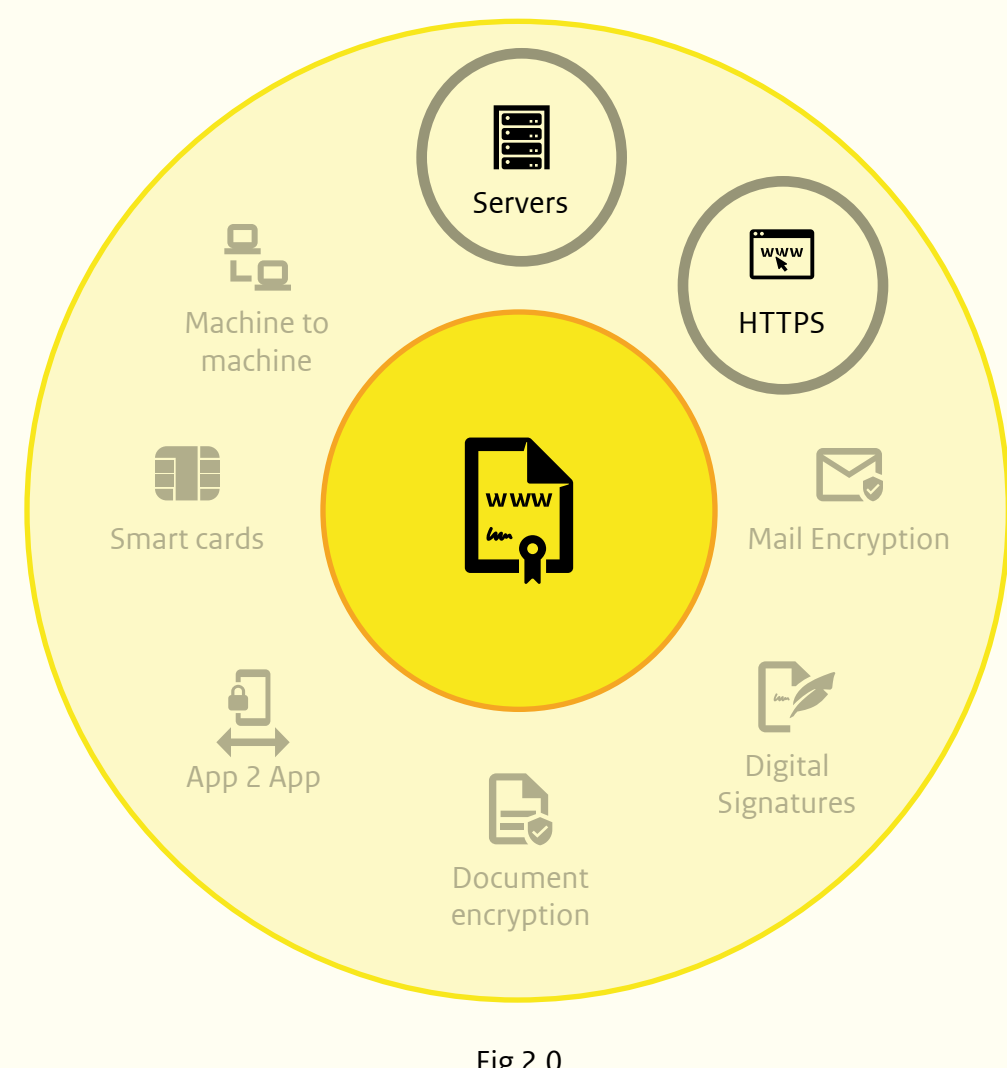 Servers
www
HTTPS
Machine to
machine
www
Smart cards
Mail Encryption
App 2 App
Digital
Signatures
Document
encryption
Fig 2.0